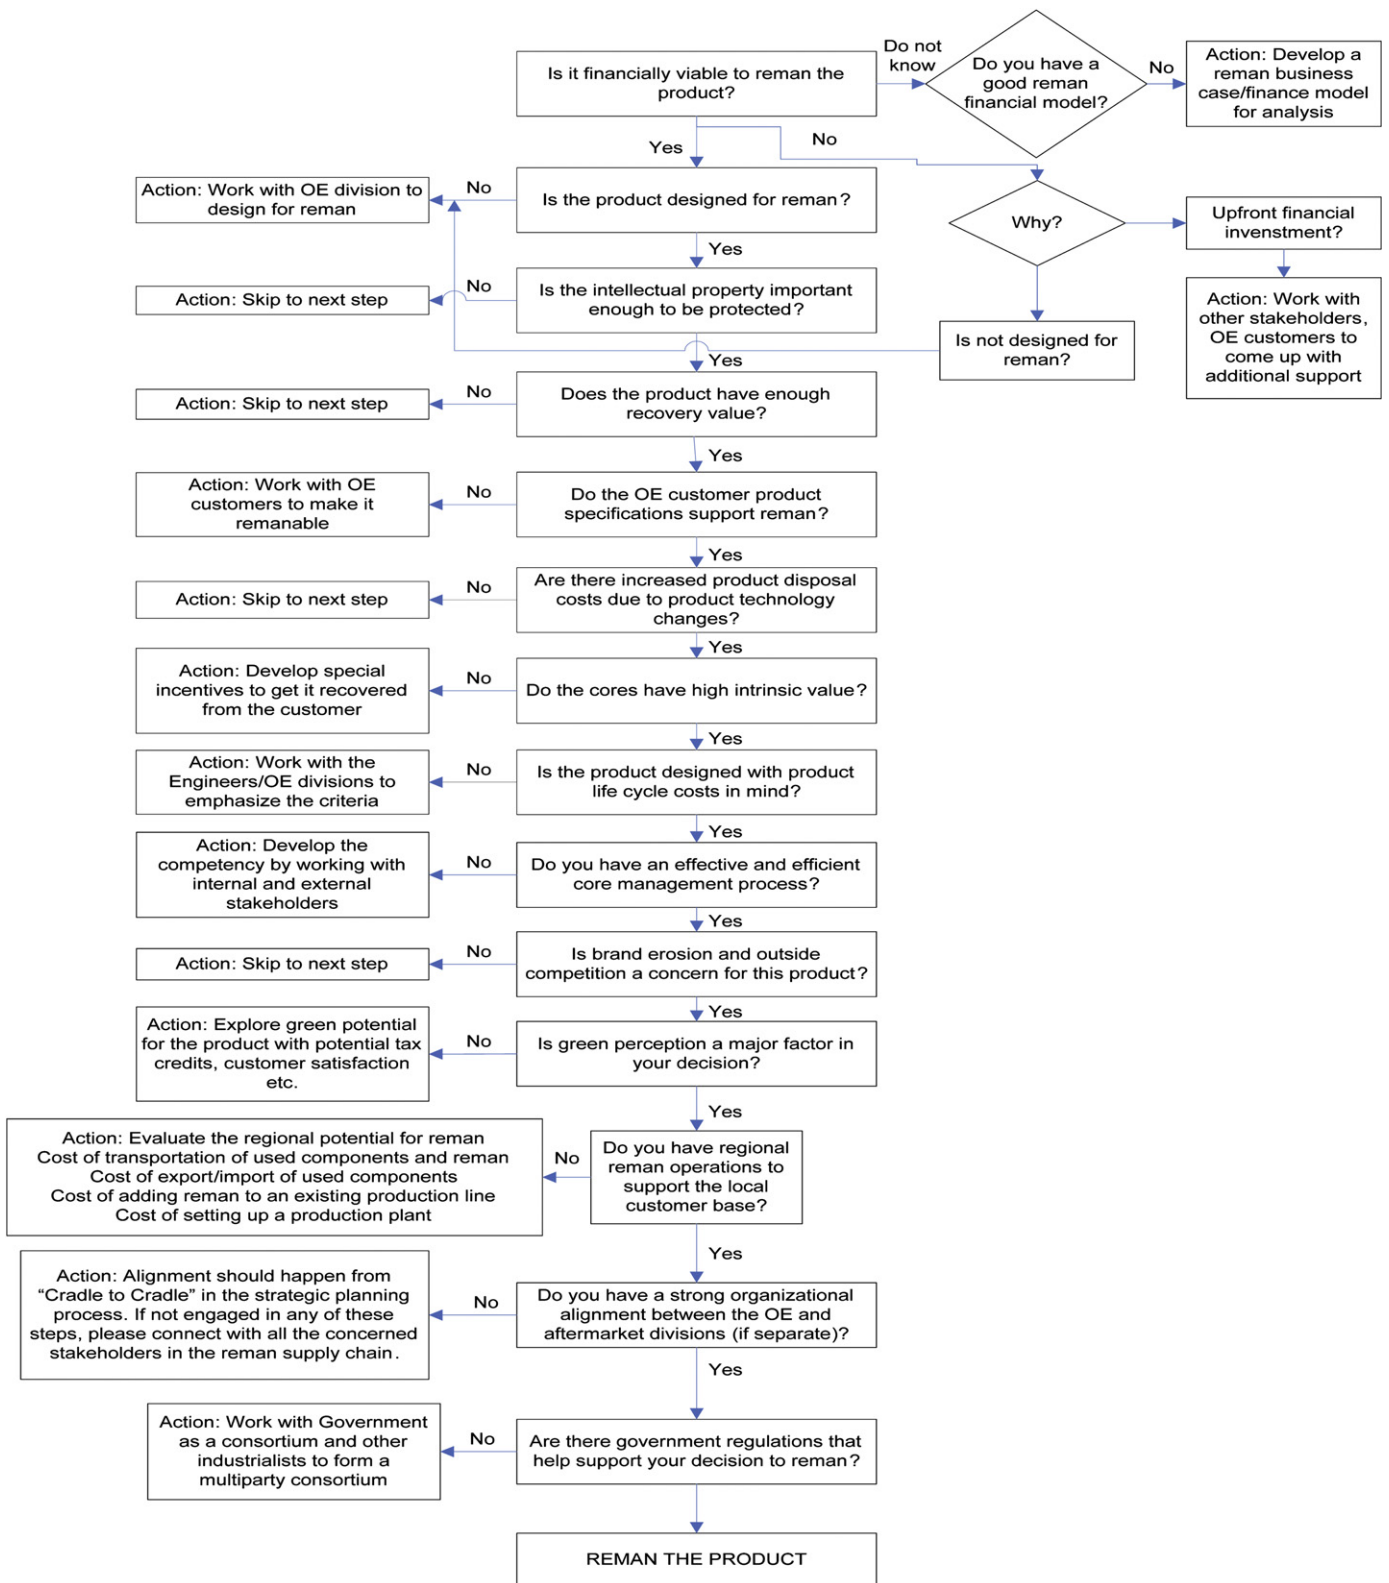 Is it financially viable to reman the
product?
Do not
know
Do you have a
good reman
financial model?
No
Action: Develop a
reman business
case/finance model
for analysis
Yes
No
Action: Work with OE division to
design for reman
No
Is the product designed for reman?
Why?
Upfront financial
invenstment?
Yes
Action: Skip to next step
No
Is the intellectual property important
enough to be protected?
Action: Work with
other stakeholders,
OE customers to
come up with
additional support
Is not designed for
reman?
Yes
Action: Skip to next step
No
Does the product have enough
recovery value?
Yes
Action: Work with OE
customers to make it
remanable
No
Do the OE customer product
specifications support reman?
Yes
Action: Skip to next step
No
Are there increased product disposal
costs due to product technology
changes?
Yes
Action: Develop special
incentives to get it recovered
from the customer
No
Do the cores have high intrinsic value?
Yes
Action: Work with the
Engineers/OE divisions to
emphasize the criteria
No
Is the product designed with product
life cycle costs in mind?
Yes
Action: Develop the
competency by working with
internal and external
stakeholders
No
Do you have an effective and efficient
core management process?
Yes
Action: Skip to next step
No
Is brand erosion and outside
competition a concern for this product?
Yes
Action: Explore green potential
for the product with potential tax
credits, customer satisfaction
etc.
No
Is green perception a major factor in
your decision?
Yes
Action: Evaluate the regional potential for reman
Cost of transportation of used components and reman
Cost of export/import of used components
Cost of adding reman to an existing production line
Cost of setting up a production plant
No
Do you have regional
reman operations to
support the local
customer base?
Yes
Action: Alignment should happen from
“Cradle to Cradle” in the strategic planning
process. If not engaged in any of these
steps, please connect with all the concerned
stakeholders in the reman supply chain.
No
Do you have a strong organizational
alignment between the OE and
aftermarket divisions (if separate)?
Yes
Action: Work with Government
as a consortium and other
industrialists to form a
multiparty consortium
No
Are there government regulations that
help support your decision to reman?
REMAN THE PRODUCT